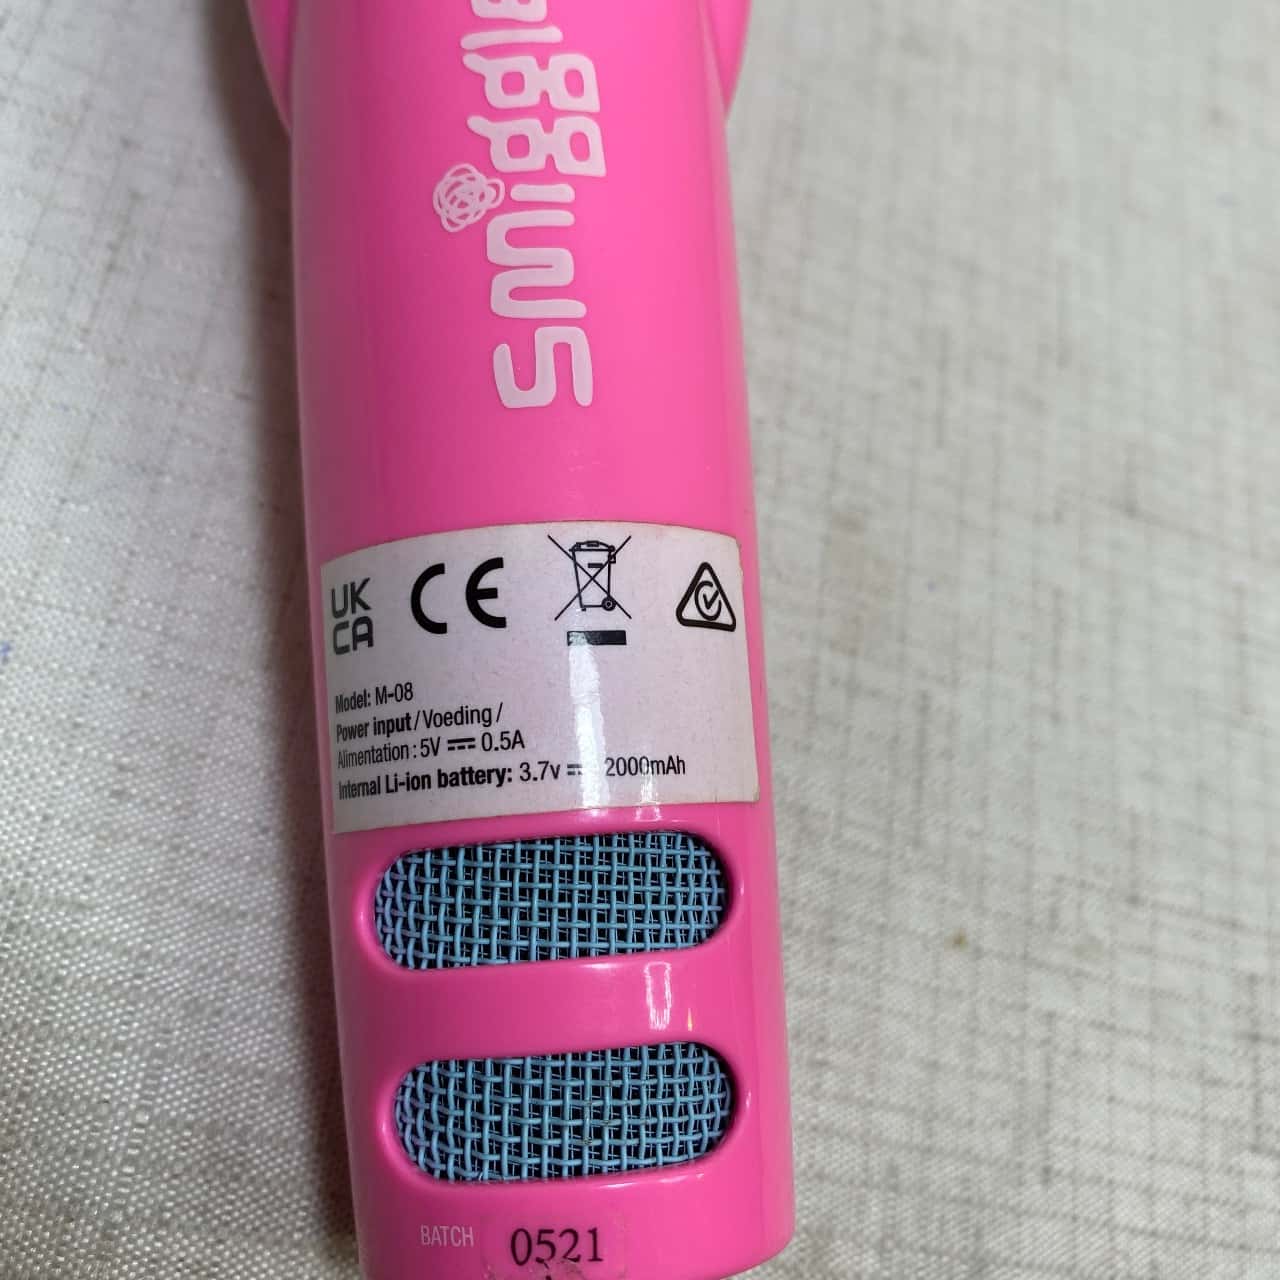 smiggle
UK
CA
CE
Model: M-08
Power input / Voeding /
Alimentation : 5V ⎓ 0.5A
Internal Li-ion battery: 3.7v ⎓ 2000mAh
BATCH 0521